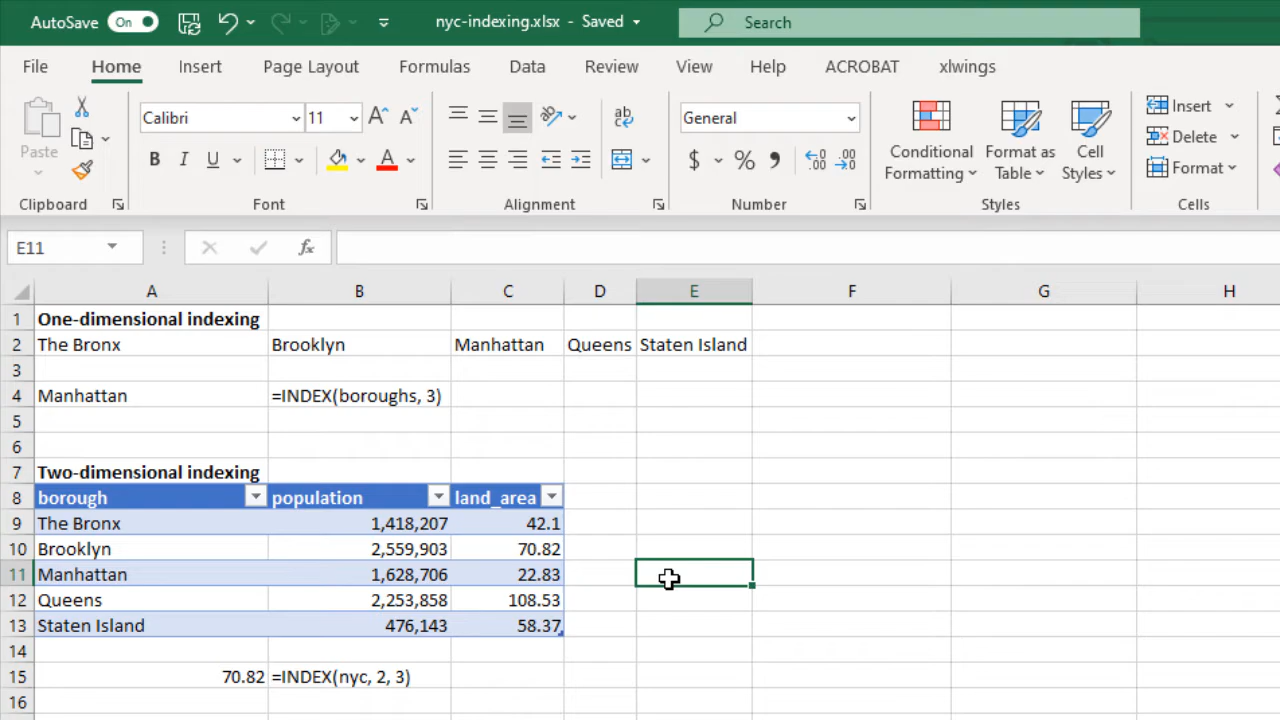 AutoSave On nyc-indexing.xlsx - Saved Search
File Home Insert Page Layout Formulas Data Review View Help ACROBAT xlwings
Calibri 11 A A ab General Insert
Paste B I U A $ % , Conditional Formatting Format as Table Cell Styles Delete
Format
Clipboard Font Alignment Number Styles Cells
E11 fx
A B C D E F G H
1 One-dimensional indexing
2 The Bronx Brooklyn Manhattan Queens Staten Island
3
4 Manhattan =INDEX(boroughs, 3)
5
6
7 Two-dimensional indexing
8 borough population land_area
9 The Bronx 1,418,207 42.1
10 Brooklyn 2,559,903 70.82
11 Manhattan 1,628,706 22.83
12 Queens 2,253,858 108.53
13 Staten Island 476,143 58.37
14
15 70.82 =INDEX(nyc, 2, 3)
16